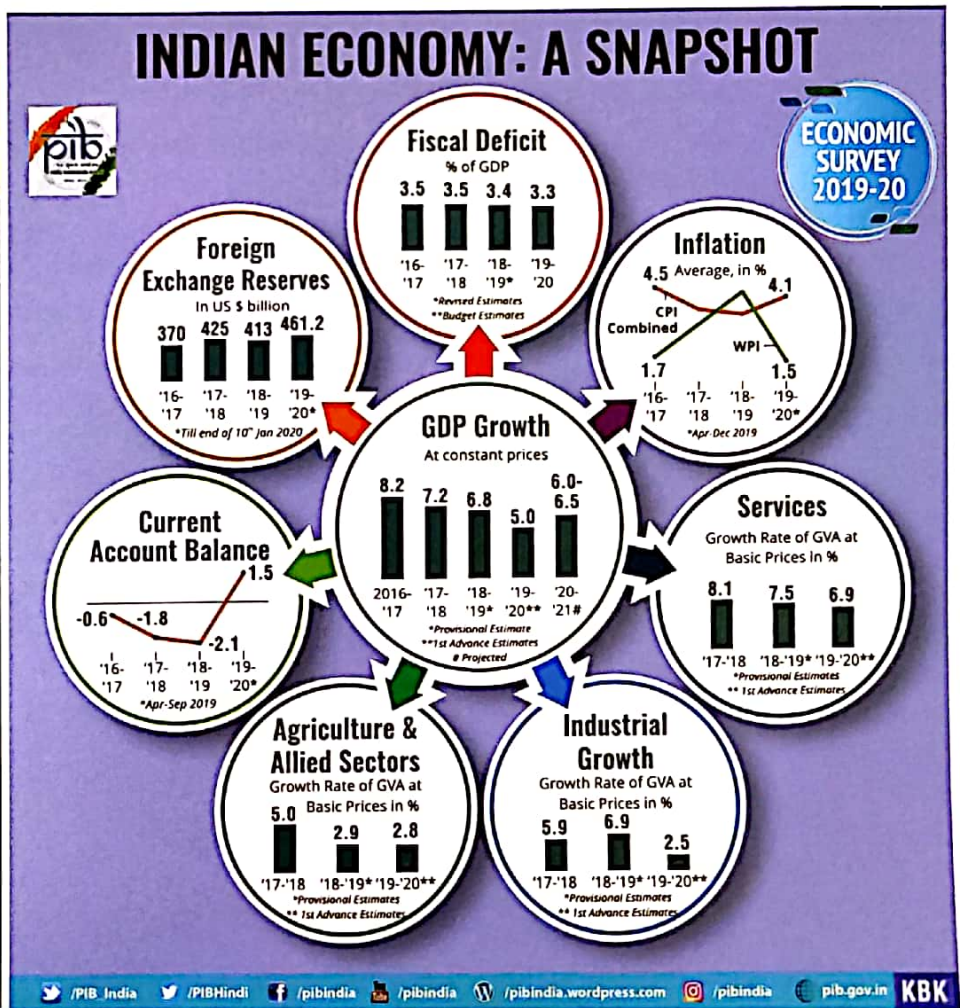 INDIAN ECONOMY: A SNAPSHOT
pib
ECONOMIC
SURVEY
2019-20
Fiscal Deficit
% of GDP
3.5 3.5 3.4 3.3
'16- '17- '18- '19-
'17 '18 '19* '20
*Revised Estimates
**Budget Estimates
Foreign
Exchange Reserves
In US $ billion
370 425 413 461.2
'16- '17- '18- '19-
'17 '18 '19 '20*
*Till end of 10th Jan 2020
Inflation
Average, in %
4.5 4.1
CPI
Combined
WPI
1.7 1.5
'16- '17- '18- '19-
'17 '18 '19 '20*
*Apr-Dec 2019
GDP Growth
At constant prices
8.2 7.2 6.8 5.0 6.0-
6.5
2016- '17- '18- '19- '20-
'17 '18 '19* '20** '21#
*Provisional Estimate
**1st Advance Estimates
# Projected
Current
Account Balance
1.5
-0.6 -1.8 -2.1
'16- '17- '18- '19-
'17 '18 '19 '20*
*Apr-Sep 2019
Services
Growth Rate of GVA at
Basic Prices in %
8.1 7.5 6.9
'17-'18 '18-'19* '19-'20**
*Provisional Estimates
** 1st Advance Estimates
Agriculture &
Allied Sectors
Growth Rate of GVA at
Basic Prices in %
5.0 2.9 2.8
'17-'18 '18-'19* '19-'20**
*Provisional Estimates
** 1st Advance Estimates
Industrial
Growth
Growth Rate of GVA at
Basic Prices in %
5.9 6.9 2.5
'17-'18 '18-'19* '19-'20**
*Provisional Estimates
** 1st Advance Estimates
/PIB_India /PIBHindi /pibindia /pibindia /pibindia.wordpress.com /pibindia pib.gov.in KBK